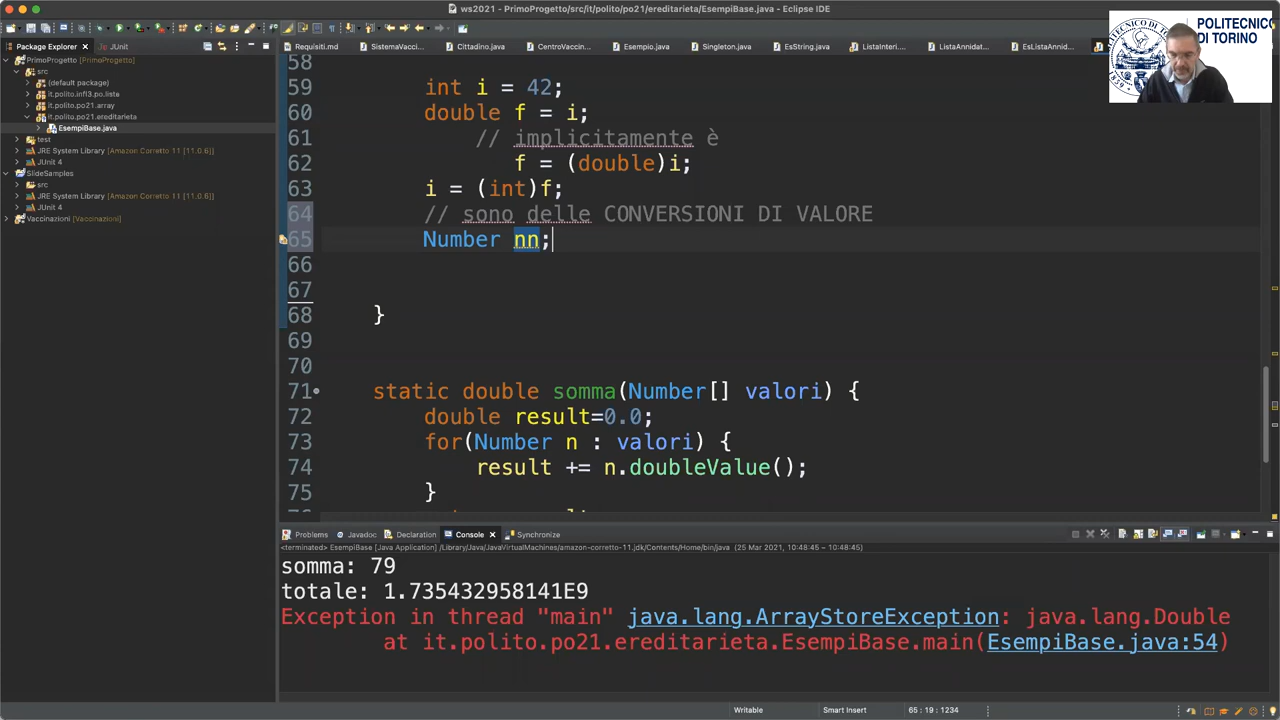 ws2021 - PrimoProgetto/src/it/polito/po21/ereditarieta/EsempiBase.java - Eclipse IDE
POLITECNICO
DI TORINO
Package Explorer
JUnit
Requisiti.md
SistemaVacci...
Cittadino.java
CentroVaccin...
Esempio.java
Singleton.java
EsString.java
ListaInteri...
ListaAnnidat...
EsListaAnnid...
PrimoProgetto [PrimoProgetto]
src
(default package)
it.polito.inf13.po.liste
it.polito.po21.array
it.polito.po21.ereditarieta
EsempiBase.java
test
JRE System Library [Amazon Corretto 11 [11.0.6]]
JUnit 4
SlideSamples
src
JRE System Library [Amazon Corretto 11 [11.0.6]]
JUnit 4
Vaccinazioni [Vaccinazioni]
58
59 int i = 42;
60 double f = i;
61 // implicitamente è
62 f = (double)i;
63 i = (int)f;
64 // sono delle CONVERSIONI DI VALORE
65 Number nn;
66
67
68 }
69
70
71 static double somma(Number[] valori) {
72 double result=0.0;
73 for(Number n : valori) {
74 result += n.doubleValue();
75 }
Problems
Javadoc
Declaration
Console
Synchronize
<terminated> EsempiBase [Java Application] /Library/Java/JavaVirtualMachines/amazon-corretto-11.jdk/Contents/Home/bin/java (25 Mar 2021, 10:48:45 – 10:48:45)
somma: 79
totale: 1.735432958141E9
Exception in thread "main" java.lang.ArrayStoreException: java.lang.Double
at it.polito.po21.ereditarieta.EsempiBase.main(EsempiBase.java:54)
Writable
Smart Insert
65 : 19 : 1234